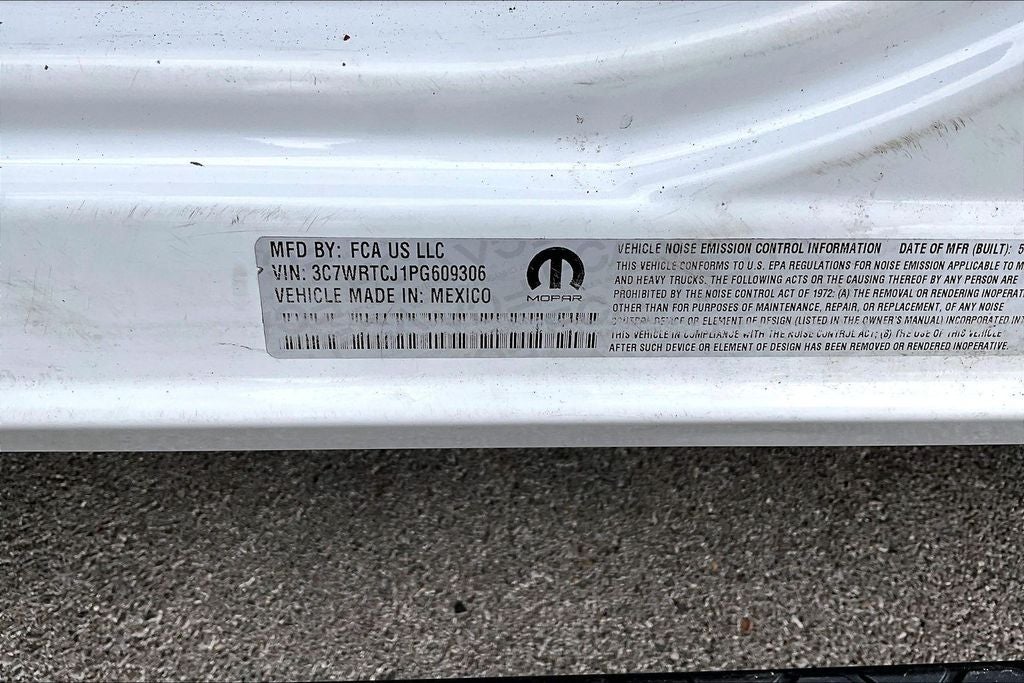 MFD BY: FCA US LLC
VIN: 3C7WRTCJ1PG609306
VEHICLE MADE IN: MEXICO
MOPAR
VEHICLE NOISE EMISSION CONTROL INFORMATION DATE OF MFR (BUILT): 5
THIS VEHICLE CONFORMS TO U.S. EPA REGULATIONS FOR NOISE EMISSION APPLICABLE TO M
AND HEAVY TRUCKS. THE FOLLOWING ACTS OR THE CAUSING THEREOF BY ANY PERSON ARE
PROHIBITED BY THE NOISE CONTROL ACT OF 1972: (A) THE REMOVAL OR RENDERING INOPERAT
OTHER THAN FOR PURPOSES OF MAINTENANCE, REPAIR, OR REPLACEMENT, OF ANY NOISE
CONTROL DEVICE OR ELEMENT OF DESIGN (LISTED IN THE OWNER'S MANUAL) INCORPORATED INT
THIS VEHICLE IN COMPLIANCE WITH THE NOISE CONTROL ACT; (B) THE USE OF THIS VEHICLE
AFTER SUCH DEVICE OR ELEMENT OF DESIGN HAS BEEN REMOVED OR RENDERED INOPERATIVE.